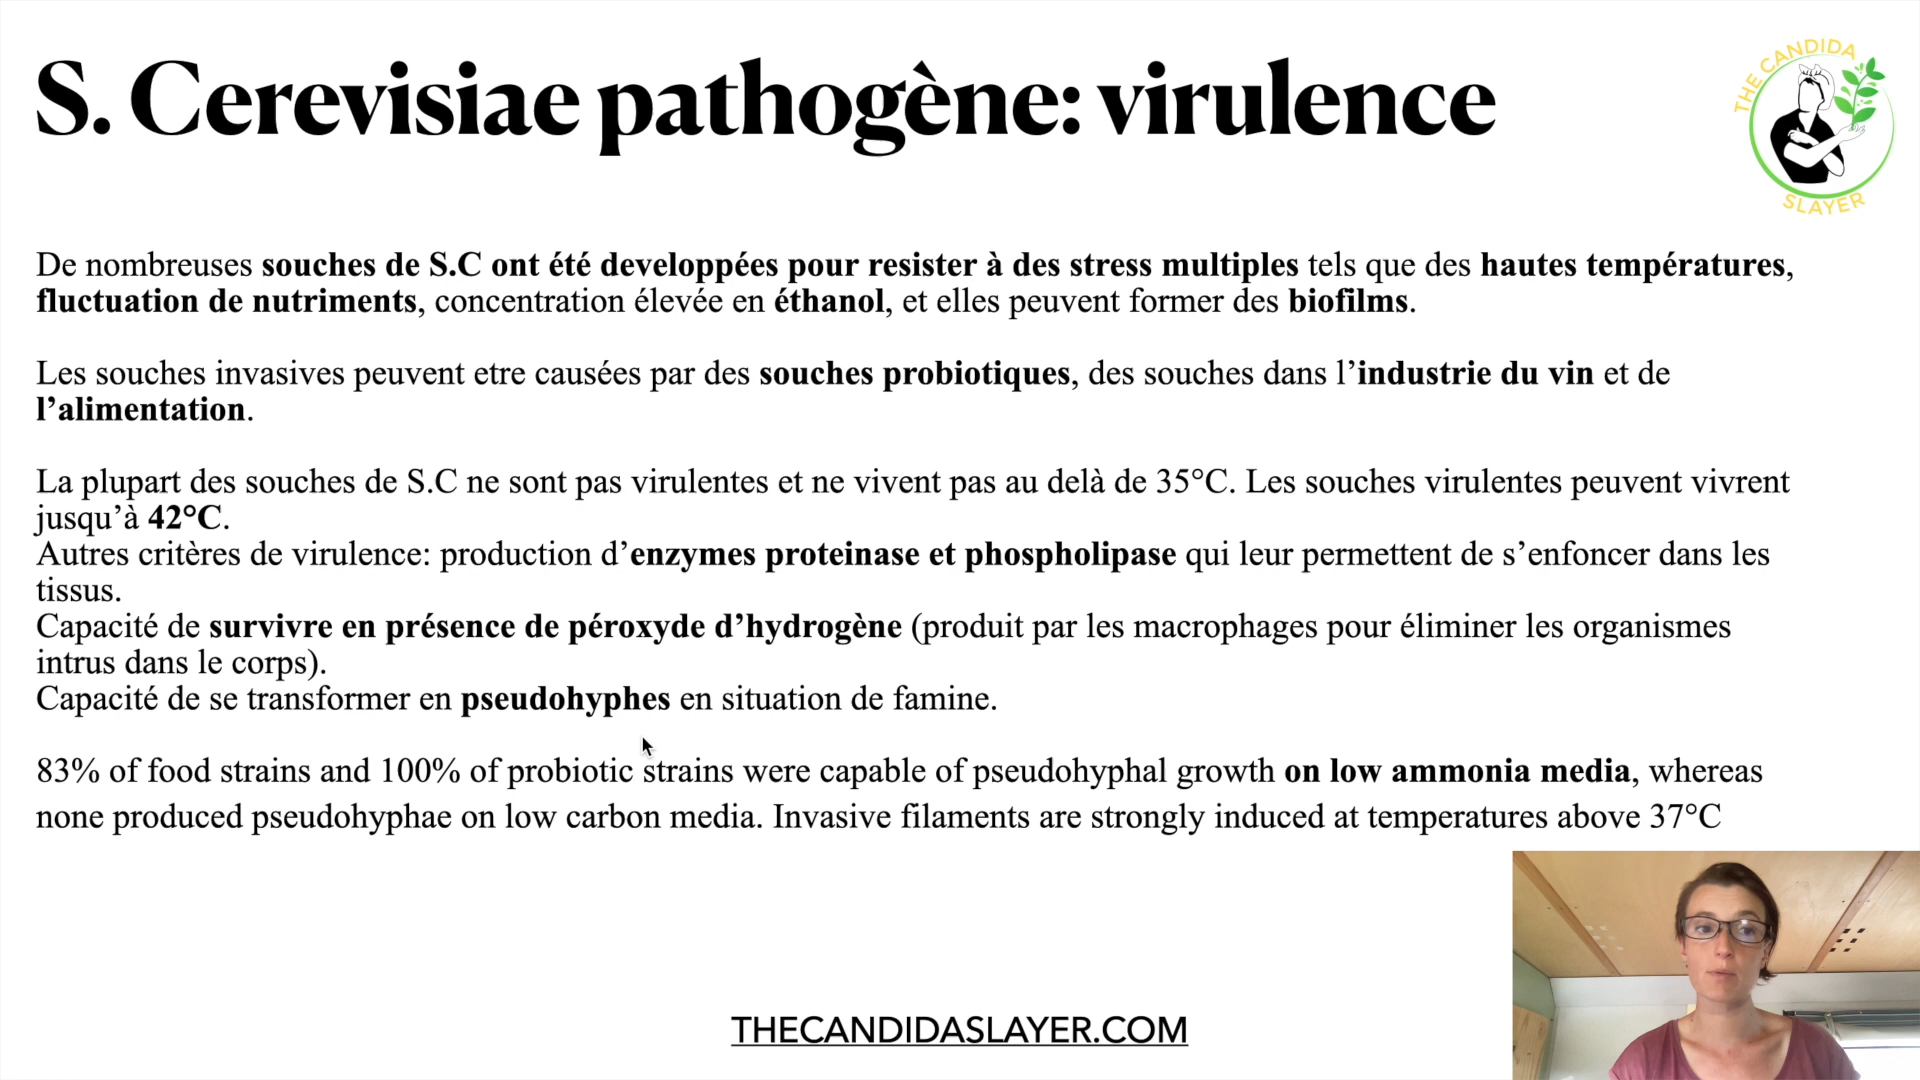 S. Cerevisiae pathogène: virulence
THE CANDIDA
SLAYER
De nombreuses souches de S.C ont été developpées pour resister à des stress multiples tels que des hautes températures,
fluctuation de nutriments, concentration élevée en éthanol, et elles peuvent former des biofilms.
Les souches invasives peuvent etre causées par des souches probiotiques, des souches dans l’industrie du vin et de
l’alimentation.
La plupart des souches de S.C ne sont pas virulentes et ne vivent pas au delà de 35°C. Les souches virulentes peuvent vivrent
jusqu’à 42°C.
Autres critères de virulence: production d’enzymes proteinase et phospholipase qui leur permettent de s’enfoncer dans les
tissus.
Capacité de survivre en présence de péroxyde d’hydrogène (produit par les macrophages pour éliminer les organismes
intrus dans le corps).
Capacité de se transformer en pseudohyphes en situation de famine.
83% of food strains and 100% of probiotic strains were capable of pseudohyphal growth on low ammonia media, whereas
none produced pseudohyphae on low carbon media. Invasive filaments are strongly induced at temperatures above 37°C
THECANDIDASLAYER.COM